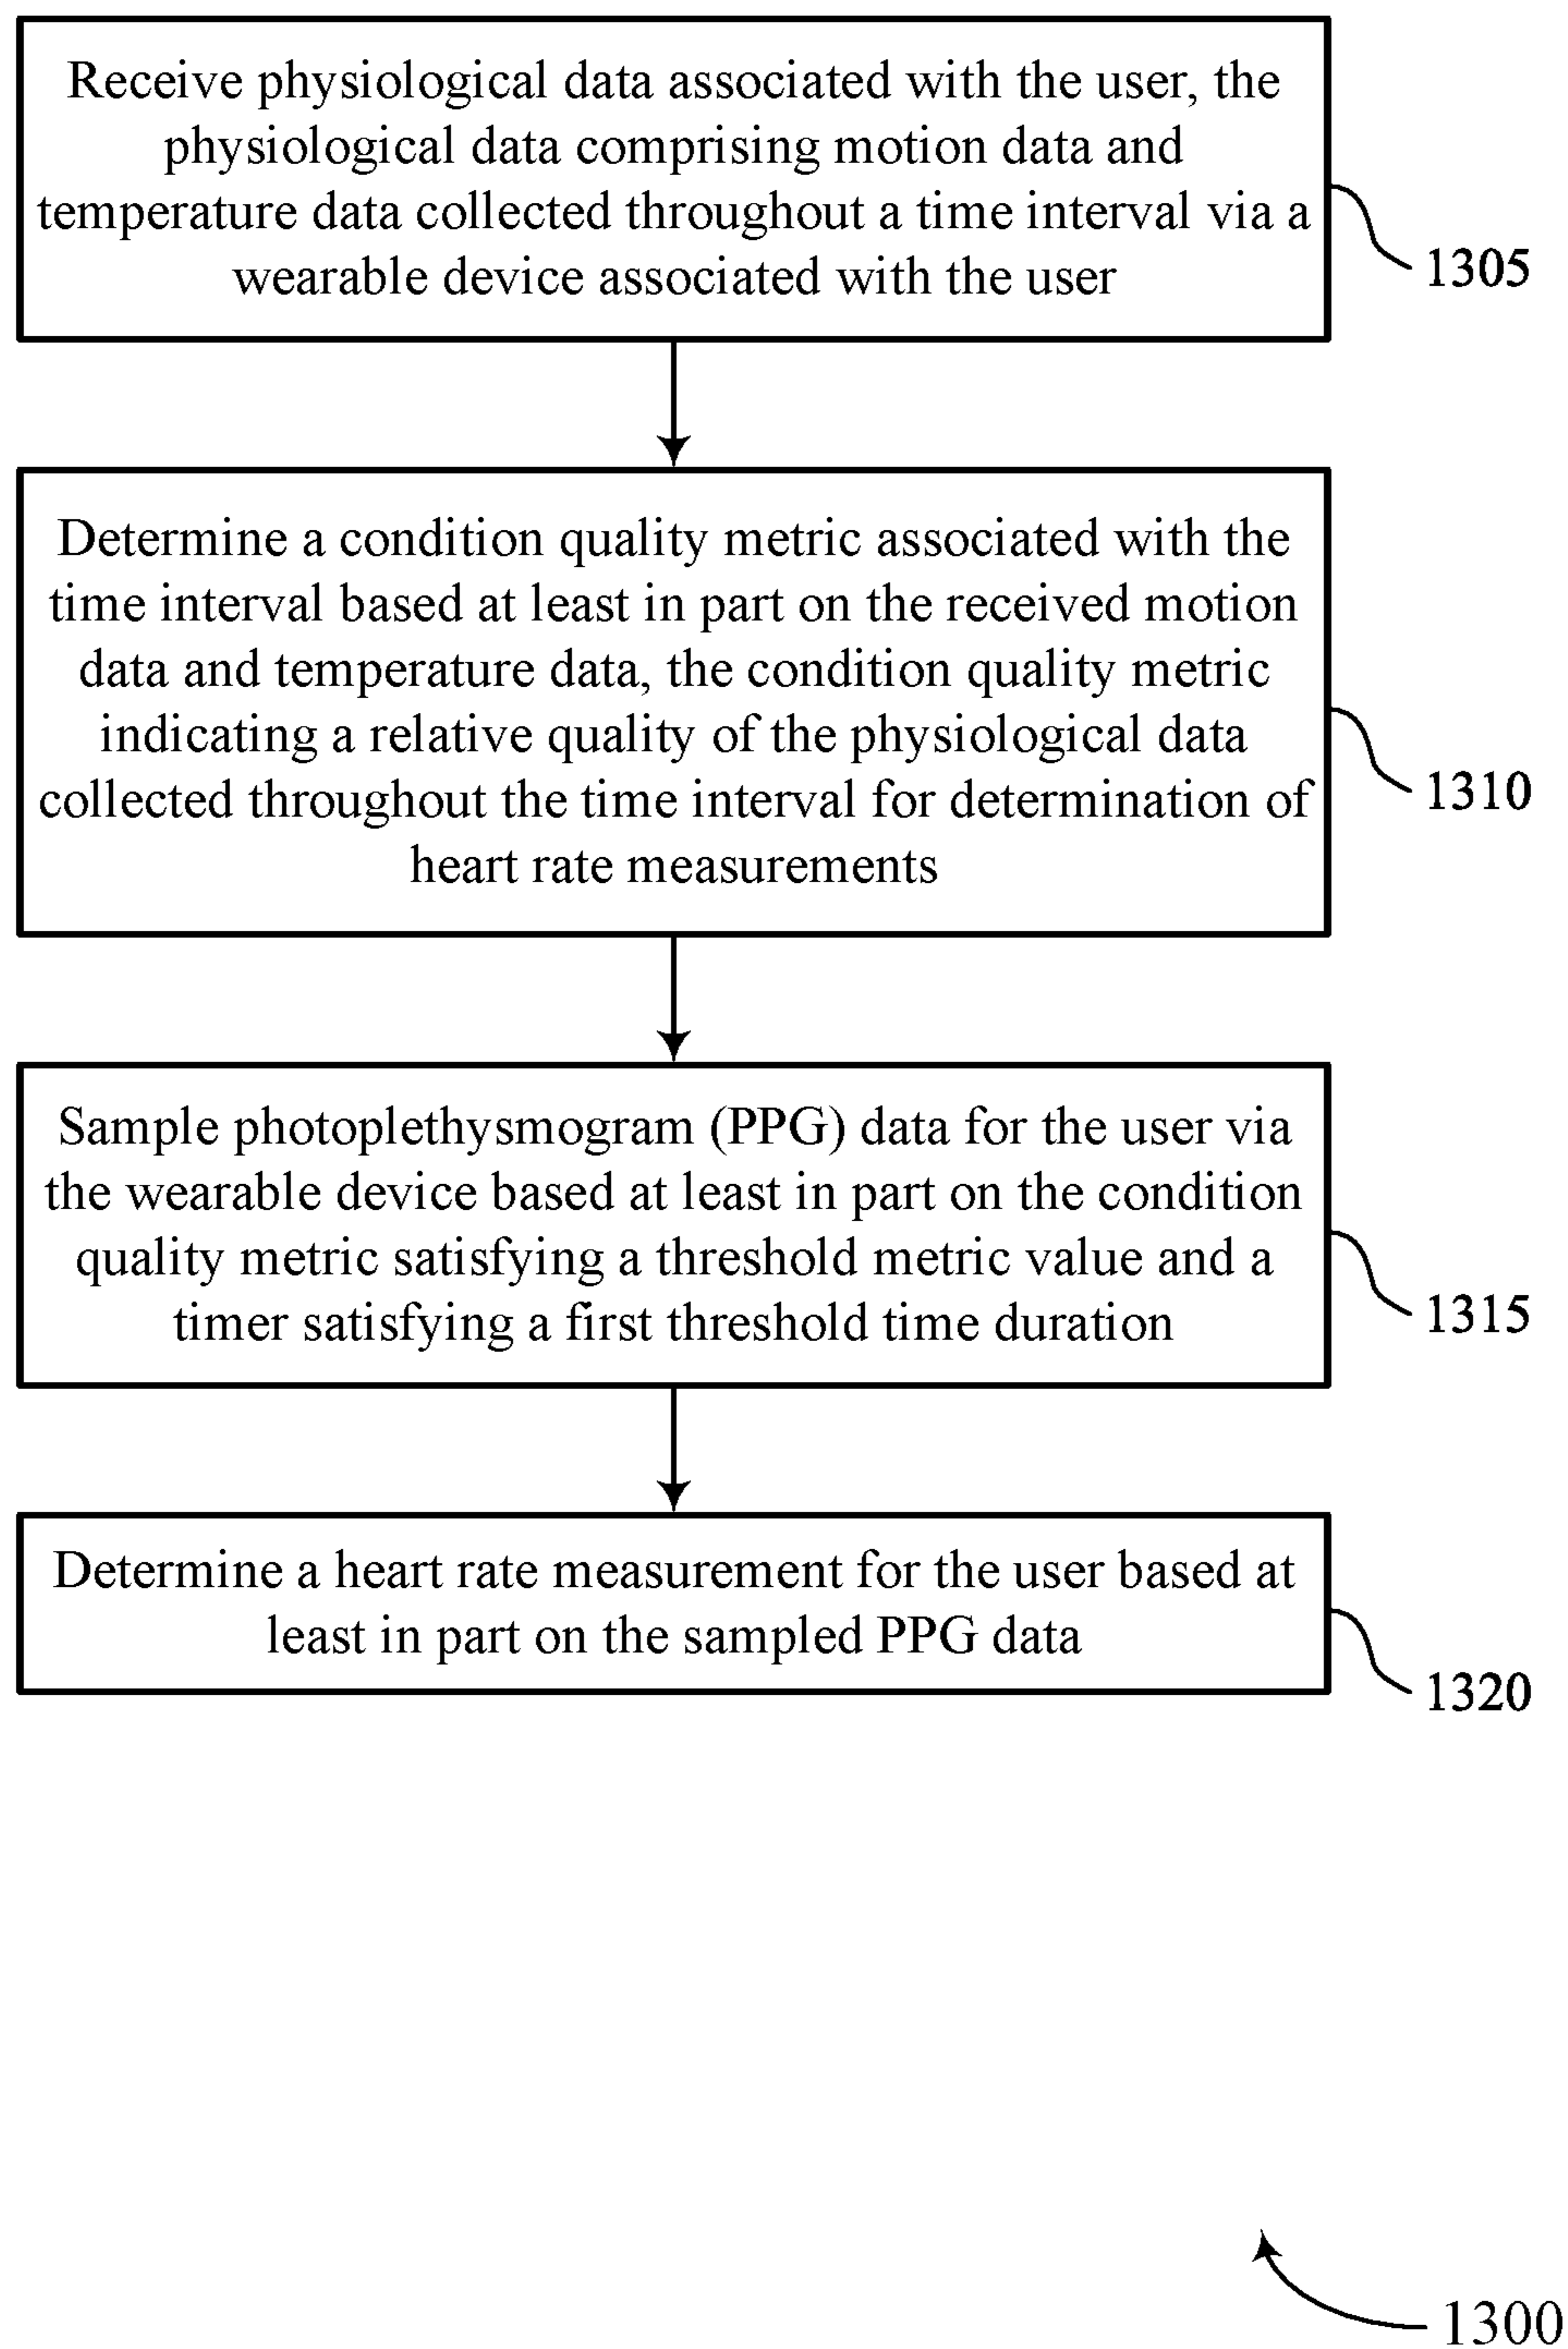 Receive physiological data associated with the user, the
physiological data comprising motion data and
temperature data collected throughout a time interval via a
wearable device associated with the user
1305
Determine a condition quality metric associated with the
time interval based at least in part on the received motion
data and temperature data, the condition quality metric
indicating a relative quality of the physiological data
collected throughout the time interval for determination of
heart rate measurements
1310
Sample photoplethysmogram (PPG) data for the user via
the wearable device based at least in part on the condition
quality metric satisfying a threshold metric value and a
timer satisfying a first threshold time duration
1315
Determine a heart rate measurement for the user based at
least in part on the sampled PPG data
1320
1300